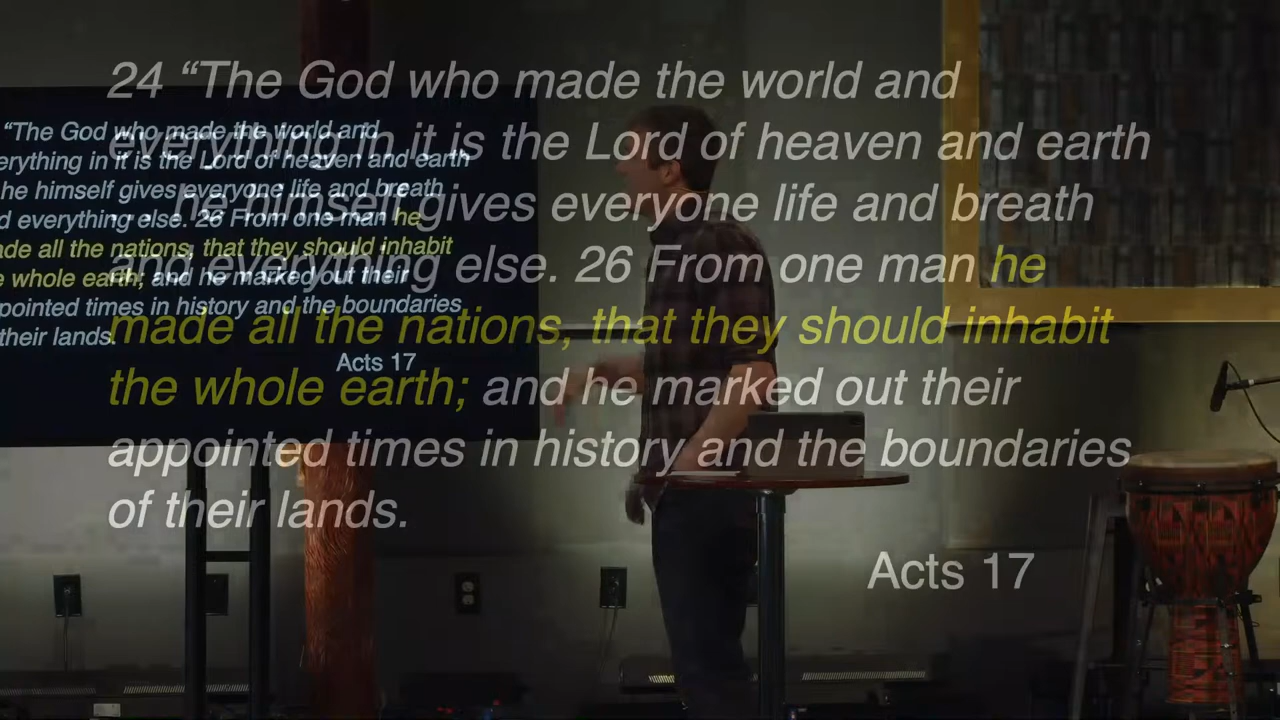 24 “The God who made the world and
everything in it is the Lord of heaven and earth
... he himself gives everyone life and breath
and everything else. 26 From one man he
made all the nations, that they should inhabit
the whole earth; and he marked out their
appointed times in history and the boundaries
of their lands.
Acts 17
“The God who made the world and
erything in it is the Lord of heaven and earth
he himself gives everyone life and breath
d everything else. 26 From one man he
ade all the nations, that they should inhabit
e whole earth; and he marked out their
pointed times in history and the boundaries
their lands.
Acts 17